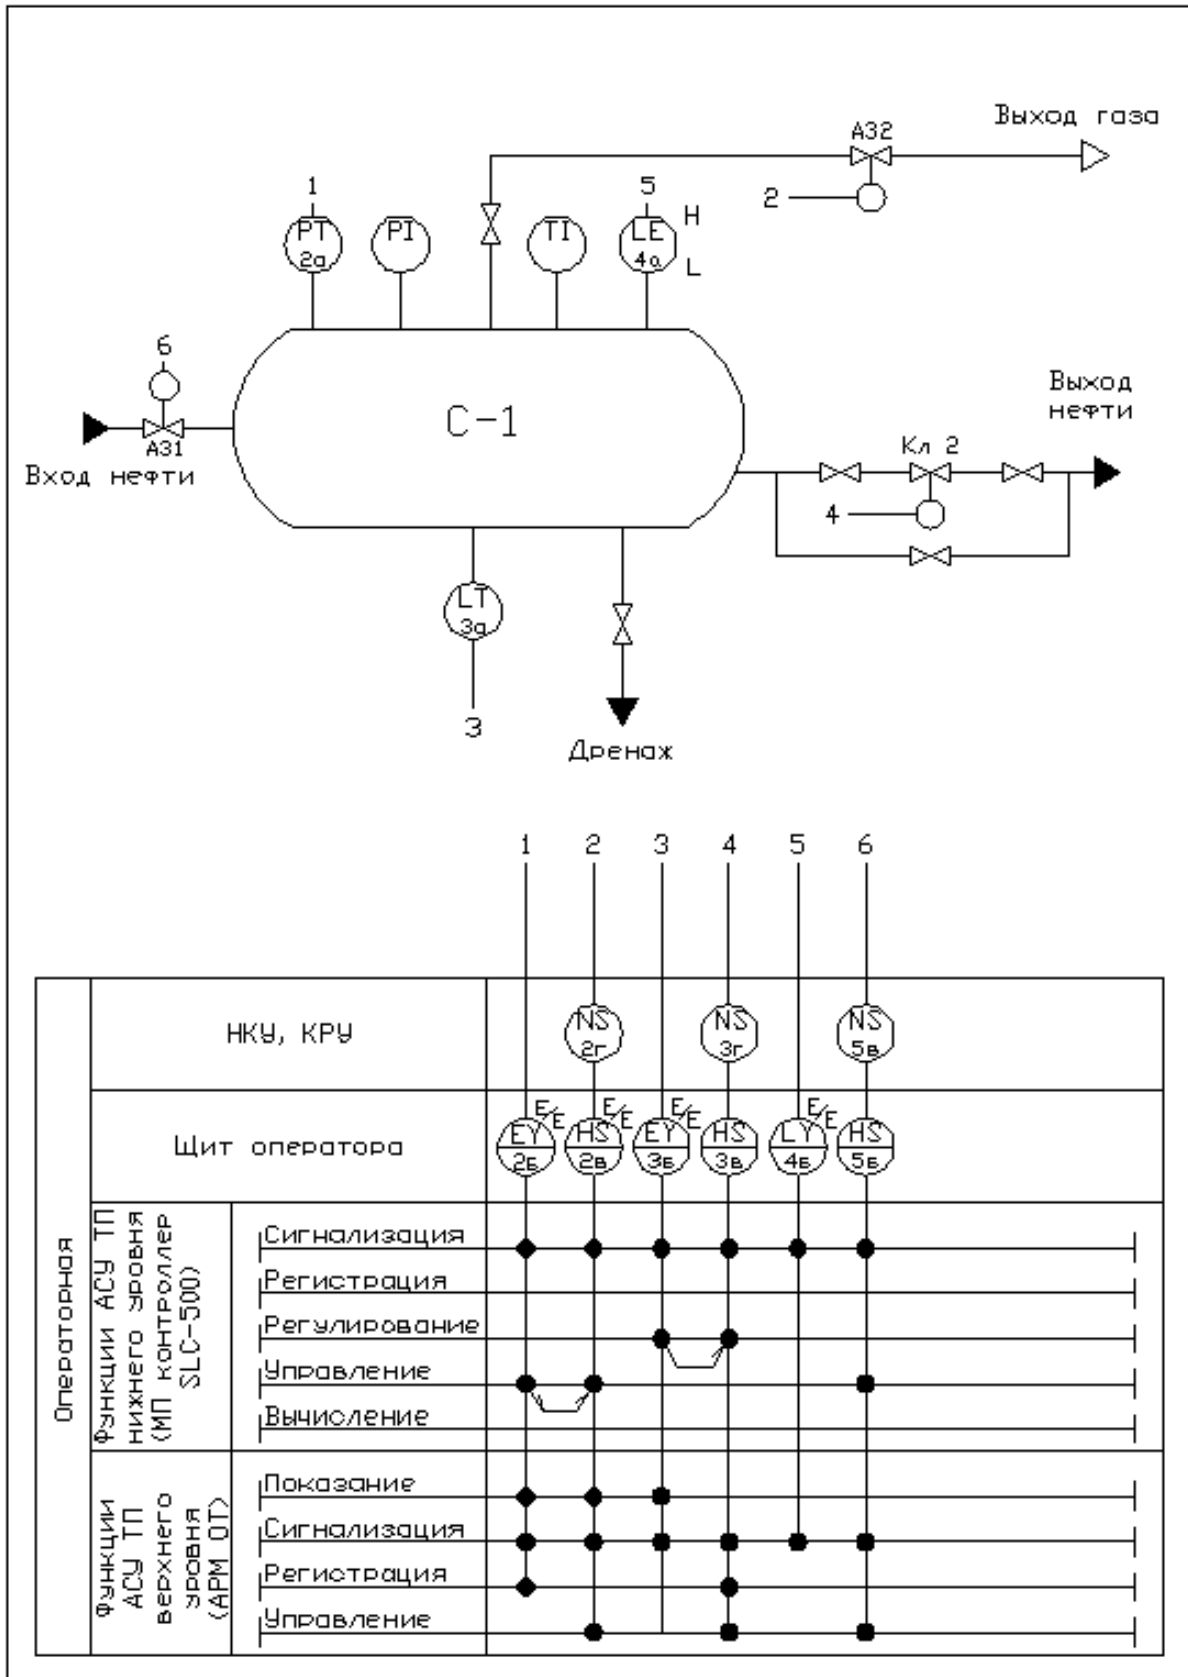 Выход газа
А32
1
5
Н
2
PT
2а
PI
TI
LE
4а
L
6
С-1
А31
Вход нефти
Выход
нефти
Кл 2
4
LT
3а
3
Дренаж
1 2 3 4 5 6
Операторная
НКУ, КРУ
NS
2г
NS
3г
NS
5в
Щит оператора
E/E E/E E/E E/E
EY
2Б
HS
2в
EY
3Б
HS
3в
LY
4Б
HS
5Б
Функции АСУ ТП
нижнего уровня
(МП контроллер
SLC-500)
Сигнализация
Регистрация
Регулирование
Управление
Вычисление
Функции
АСУ ТП
верхнего
уровня
(АРМ ОТ)
Показание
Сигнализация
Регистрация
Управление